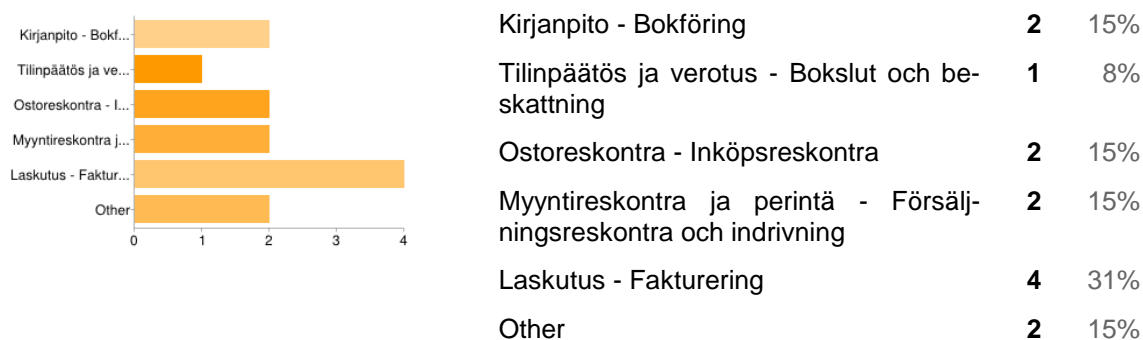 Kirjanpito - Bokf...
Tilinpäätös ja ve...
Ostoreskontra - I...
Myyntireskontra j...
Laskutus - Faktur...
Other
0 1 2 3 4
Kirjanpito - Bokföring 2 15%
Tilinpäätös ja verotus - Bokslut och be- 1 8%
skattning
Ostoreskontra - Inköpsreskontra 2 15%
Myyntireskontra ja perintä - Försälj- 2 15%
ningsreskontra och indrivning
Laskutus - Fakturering 4 31%
Other 2 15%